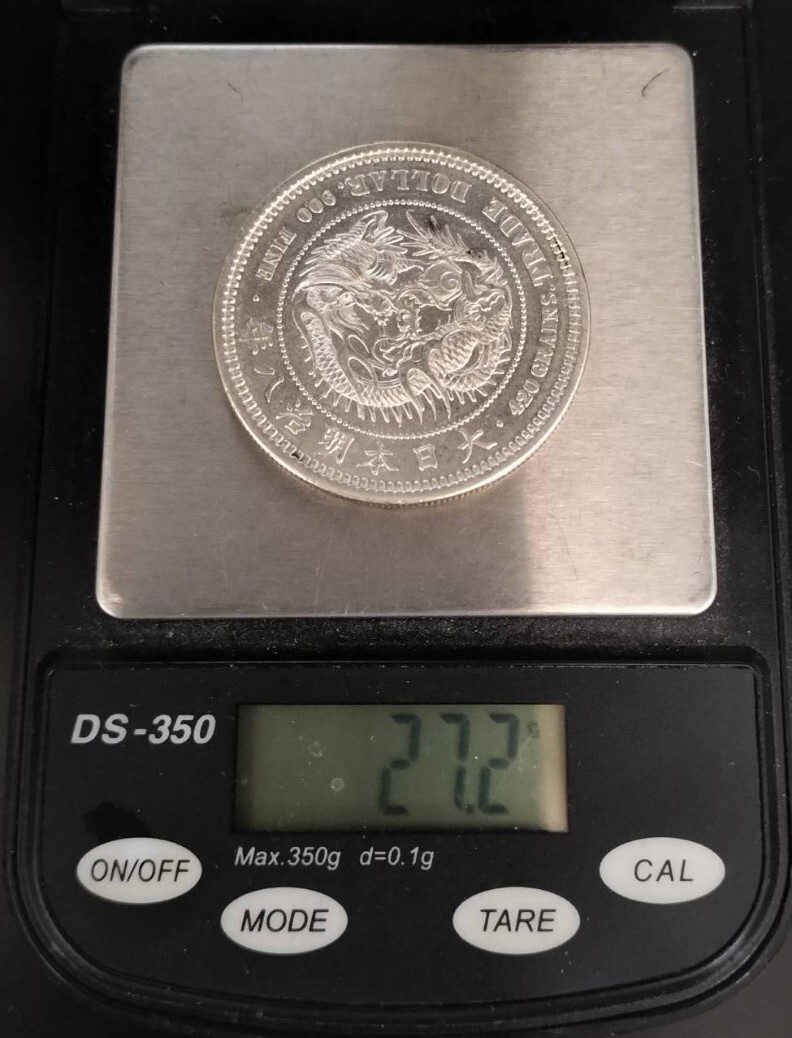 420 GRAINS. TRADE DOLLAR. 900 FINE.
大日本明治八年
DS-350
27.2g
Max.350g d=0.1g
ON/OFF
CAL
MODE
TARE